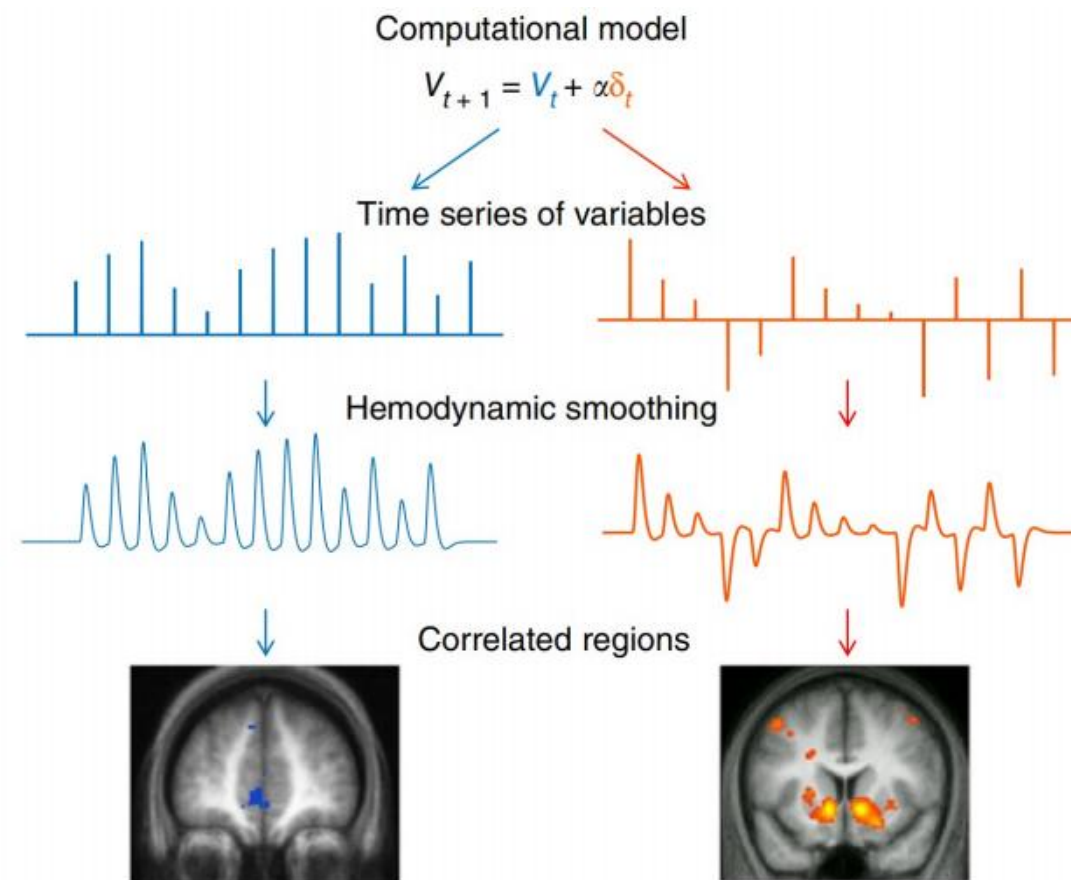 Computational model
Vt + 1 = Vt + αδt
Time series of variables
Hemodynamic smoothing
Correlated regions